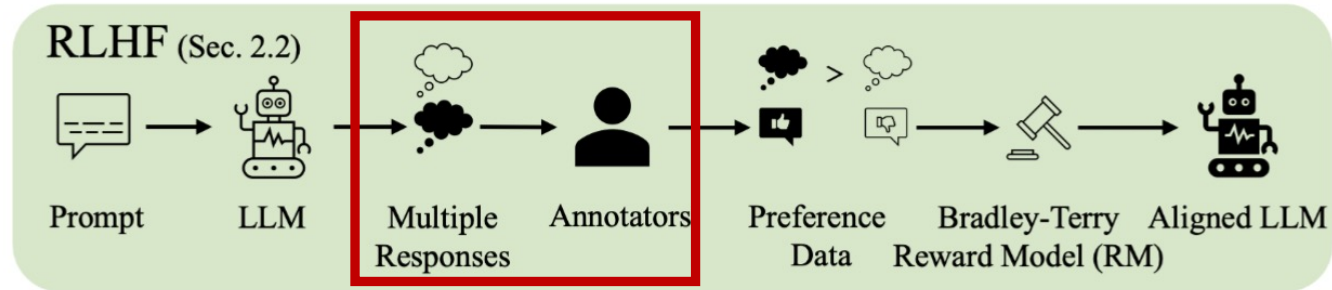 RLHF (Sec. 2.2)
>
Prompt
LLM
Multiple
Responses
Annotators
Preference
Data
Bradley-Terry
Reward Model (RM)
Aligned LLM